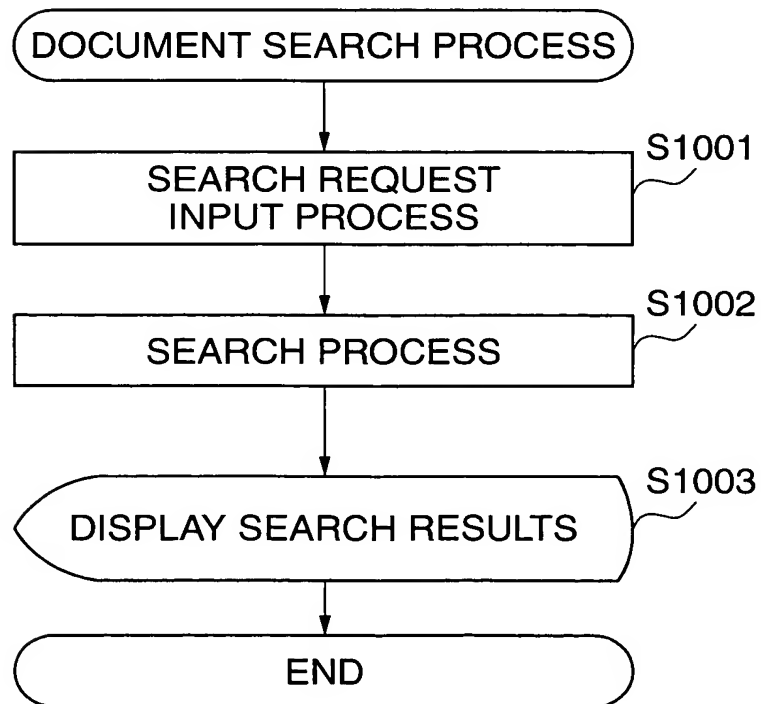 DOCUMENT SEARCH PROCESS
S1001
SEARCH REQUEST
INPUT PROCESS
S1002
SEARCH PROCESS
S1003
DISPLAY SEARCH RESULTS
END